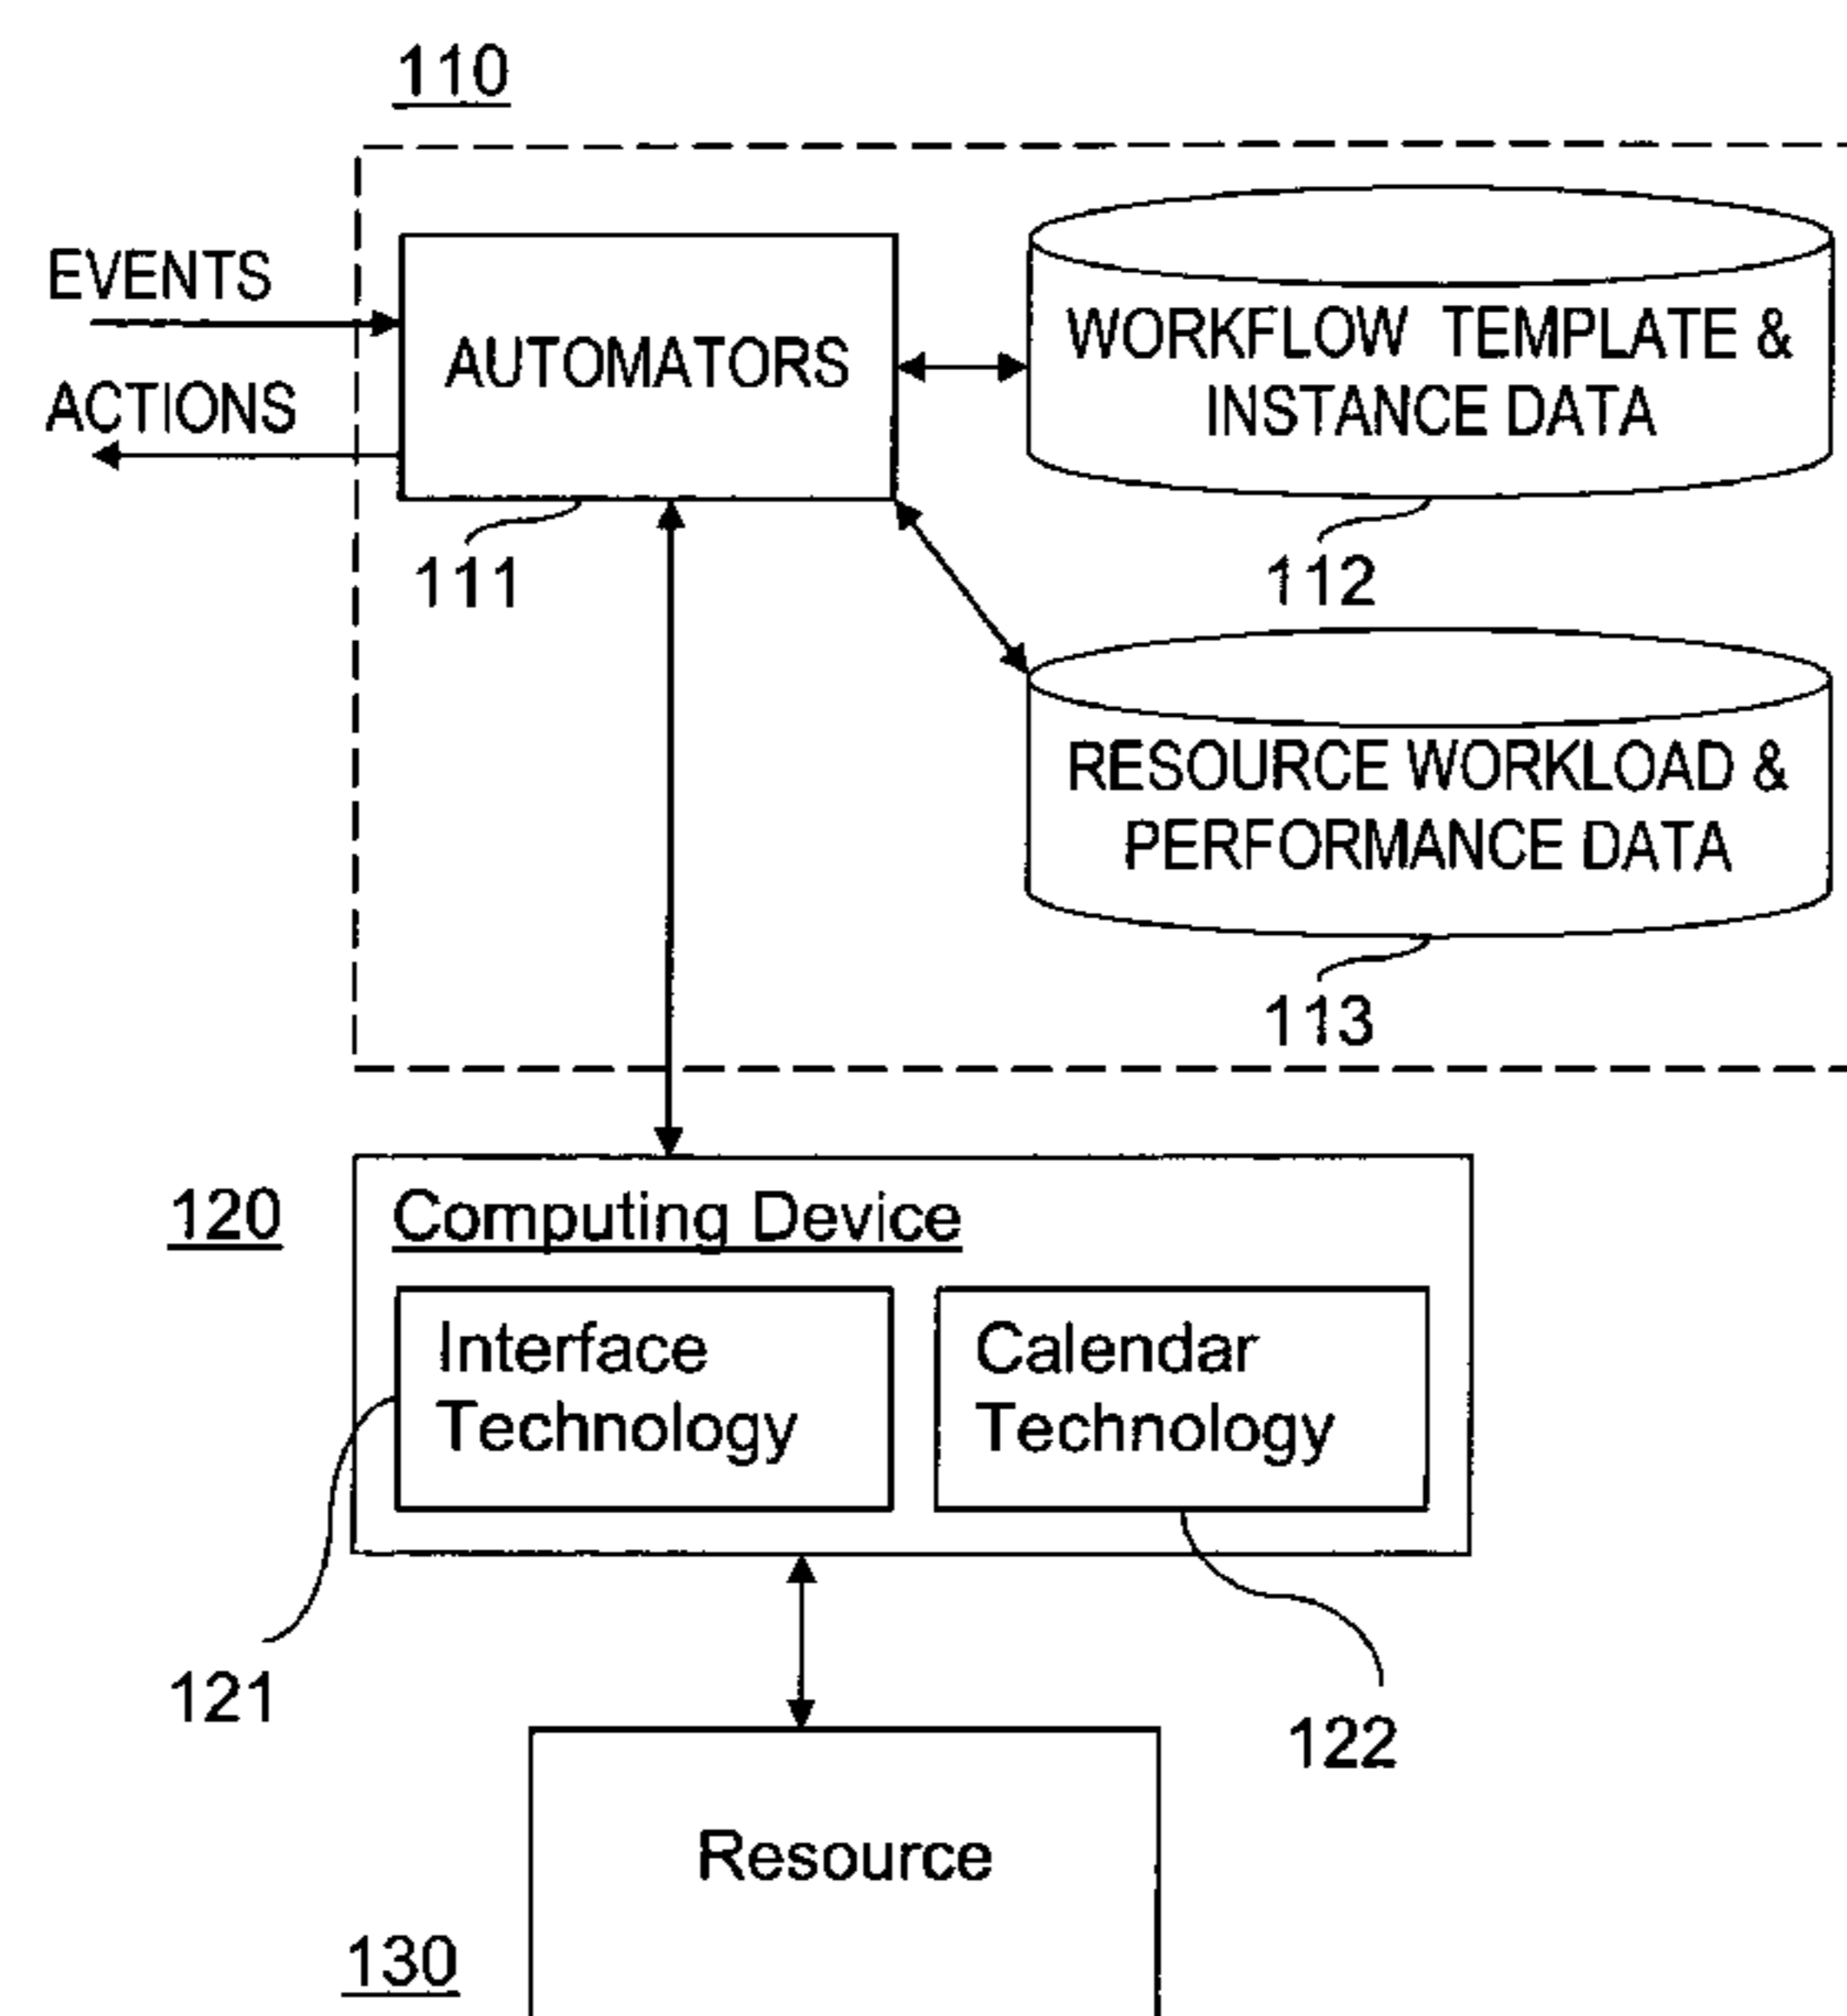 110
EVENTS
ACTIONS
AUTOMATORS
WORKFLOW TEMPLATE &
INSTANCE DATA
111
112
RESOURCE WORKLOAD &
PERFORMANCE DATA
113
120
Computing Device
Interface
Technology
Calendar
Technology
121
122
Resource
130